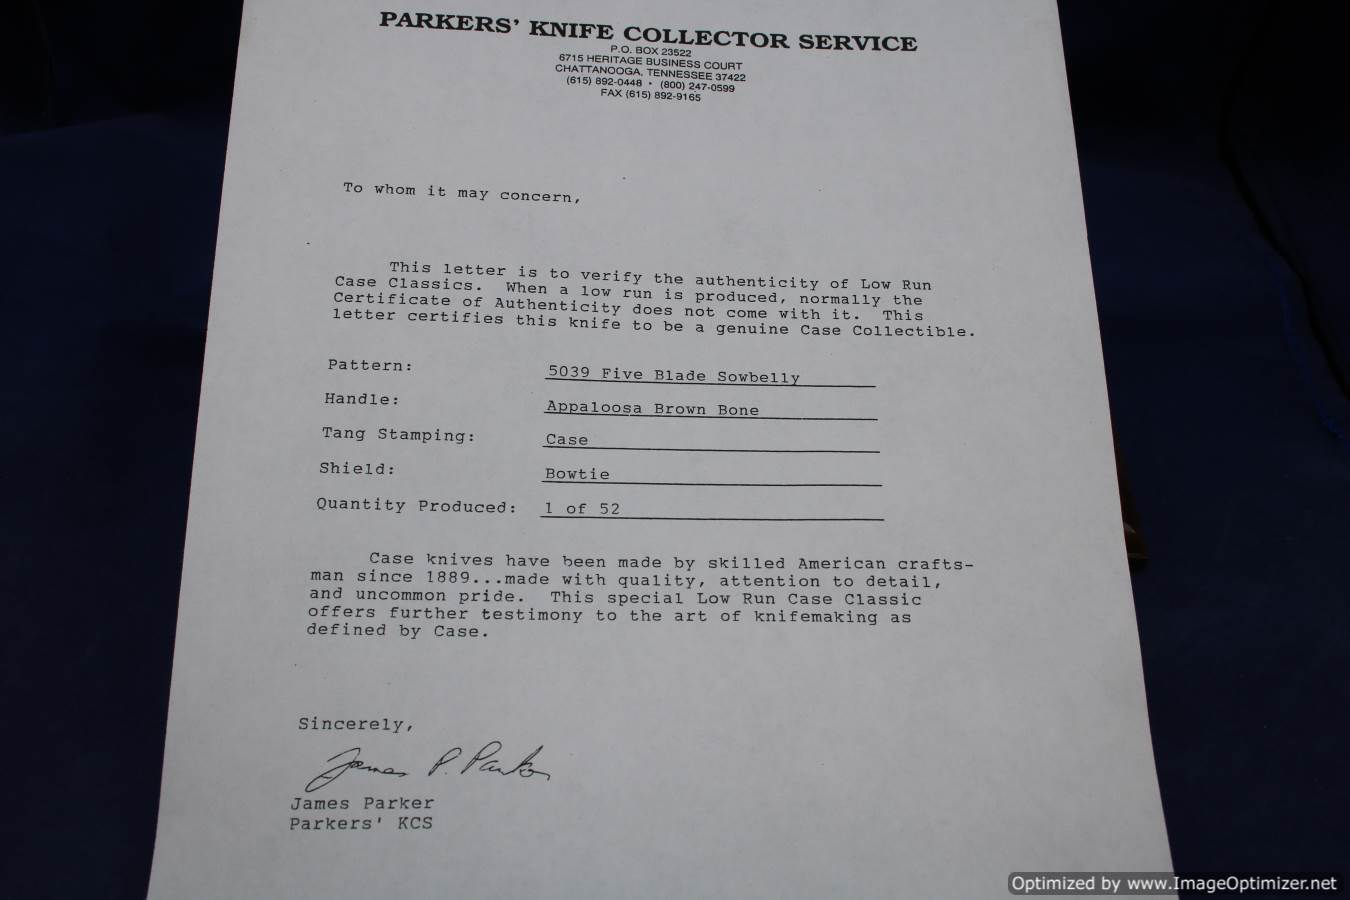 PARKERS' KNIFE COLLECTOR SERVICE
P.O. BOX 23522
6715 HERITAGE BUSINESS COURT
CHATTANOOGA, TENNESSEE 37422
(615) 892-0448 • (800) 247-0599
FAX (615) 892-9165
To whom it may concern,
This letter is to verify the authenticity of Low Run
Case Classics. When a low run is produced, normally the
Certificate of Authenticity does not come with it. This
letter certifies this knife to be a genuine Case Collectible.
Pattern: 5039 Five Blade Sowbelly
Handle: Appaloosa Brown Bone
Tang Stamping: Case
Shield: Bowtie
Quantity Produced: 1 of 52
Case knives have been made by skilled American crafts-
man since 1889...made with quality, attention to detail,
and uncommon pride. This special Low Run Case Classic
offers further testimony to the art of knifemaking as
defined by Case.
Sincerely,
James P. Parker
James Parker
Parkers' KCS
Optimized by www.ImageOptimizer.net